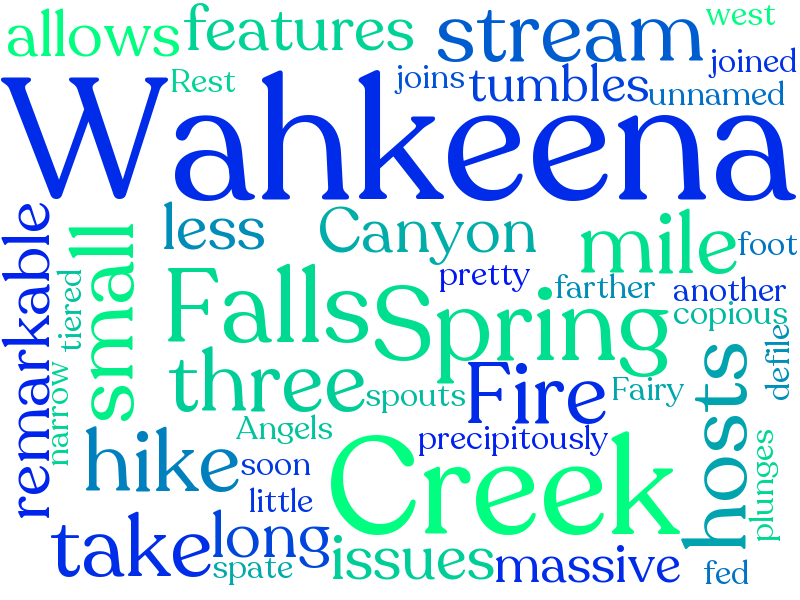 allows features stream west
Rest joins tumbles joined
unnamed
Wahkeena
remarkable small less Canyon mile foot
tiered Falls Spring pretty farther another
copious
narrow three spouts Fire Fairy hosts defile
Angels precipitously
hike soon Creek plunges
little
take long issues massive
spate fed